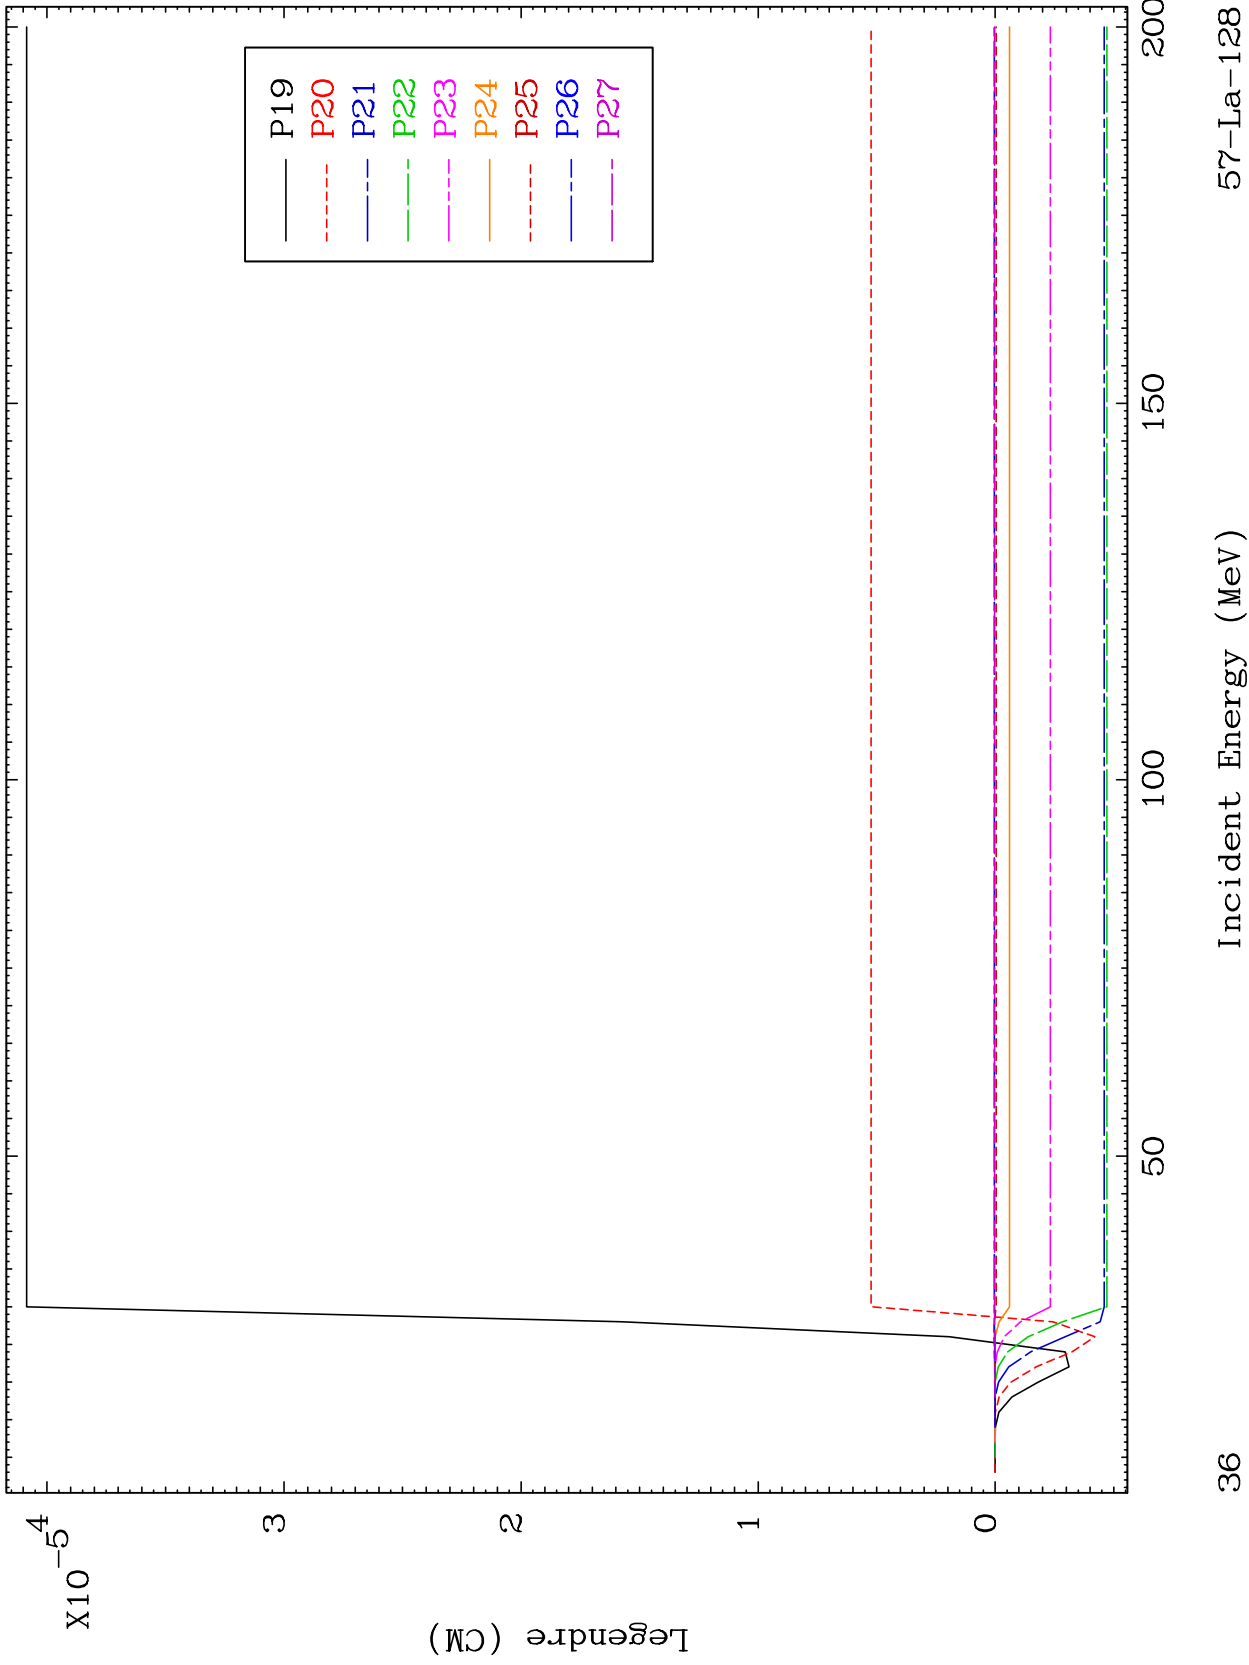 X10
-5
4
3
2
1
0
Legendre (CM)
P19
P20
P21
P22
P23
P24
P25
P26
P27
50
100
150
200
Incident Energy (MeV)
36
57-La-128